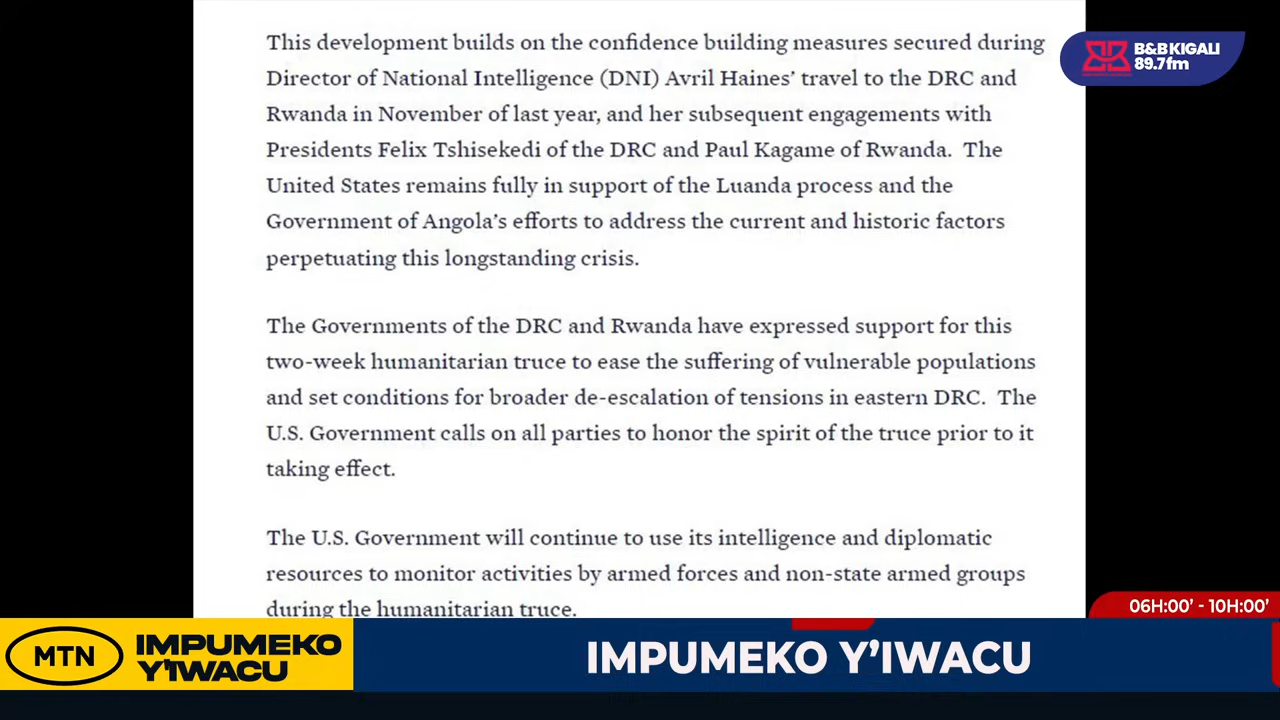 This development builds on the confidence building measures secured during
Director of National Intelligence (DNI) Avril Haines’ travel to the DRC and
Rwanda in November of last year, and her subsequent engagements with
Presidents Felix Tshisekedi of the DRC and Paul Kagame of Rwanda.  The
United States remains fully in support of the Luanda process and the
Government of Angola’s efforts to address the current and historic factors
perpetuating this longstanding crisis.
The Governments of the DRC and Rwanda have expressed support for this
two-week humanitarian truce to ease the suffering of vulnerable populations
and set conditions for broader de-escalation of tensions in eastern DRC.  The
U.S. Government calls on all parties to honor the spirit of the truce prior to it
taking effect.
The U.S. Government will continue to use its intelligence and diplomatic
resources to monitor activities by armed forces and non-state armed groups
during the humanitarian truce.
B&B KIGALI
89.7fm
06H:00’ - 10H:00’
MTN
IMPUMEKO
Y'IWACU
IMPUMEKO Y’IWACU